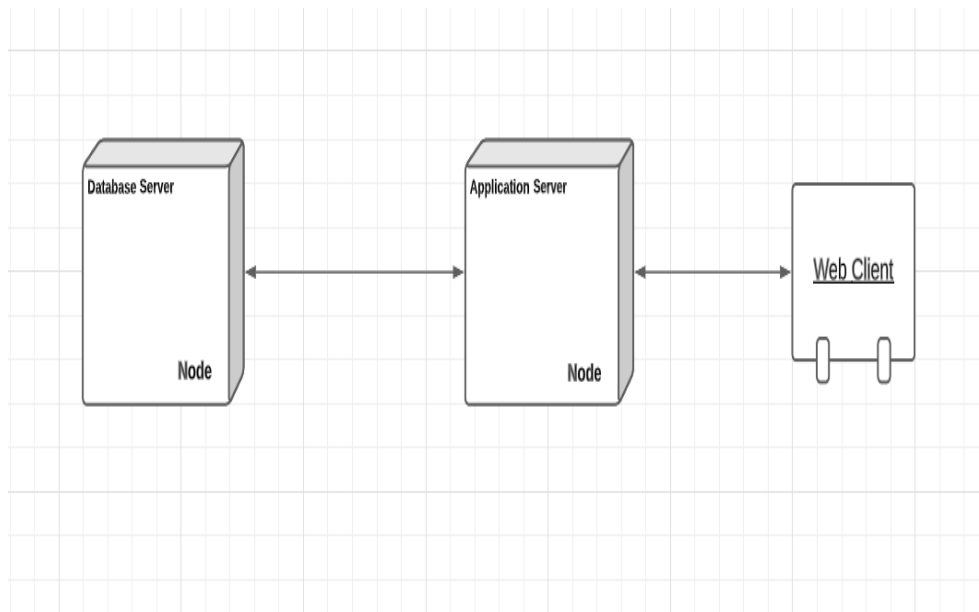 Database Server
Node
Application Server
Node
Web Client